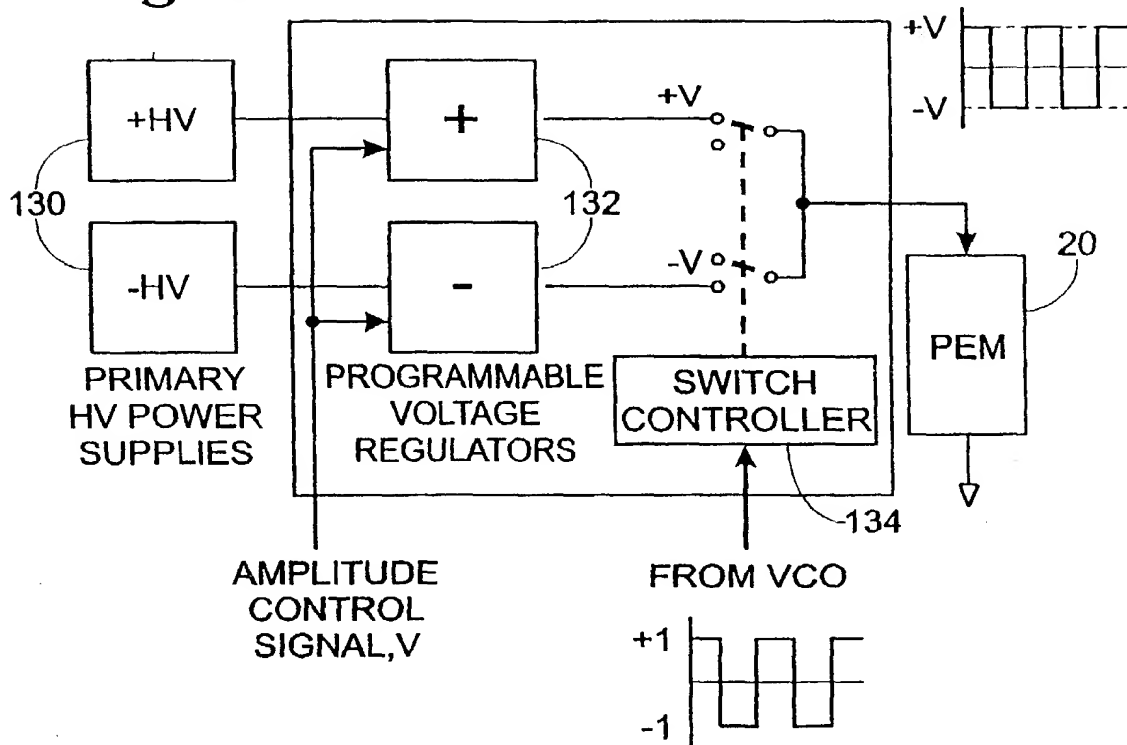 +V
-V
+HV
+
+V
130
132
-HV
-
-V
20
PEM
PRIMARY
HV POWER
SUPPLIES
PROGRAMMABLE
VOLTAGE
REGULATORS
SWITCH
CONTROLLER
134
AMPLITUDE
CONTROL
SIGNAL,V
FROM VCO
+1
-1